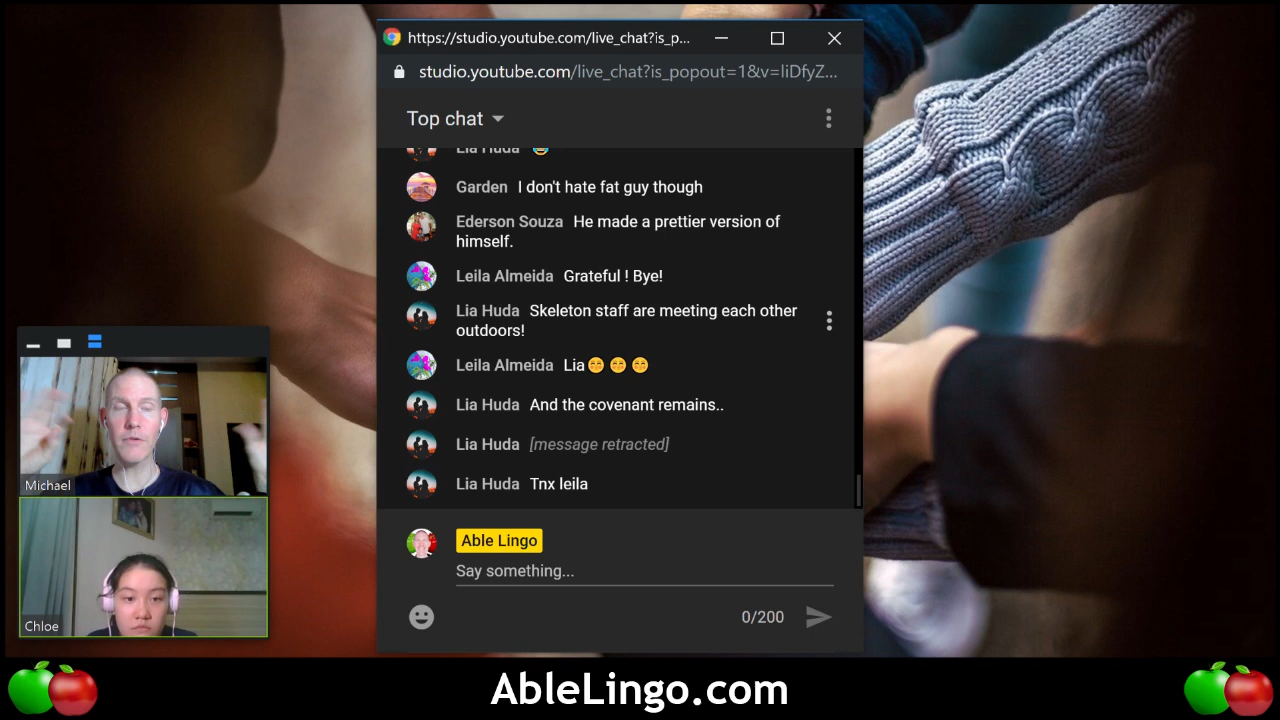 https://studio.youtube.com/live_chat?is_p...
studio.youtube.com/live_chat?is_popout=1&v=liDfyZ...
Top chat
Lia Huda 😂
Garden I don't hate fat guy though
Ederson Souza He made a prettier version of
himself.
Leila Almeida Grateful ! Bye!
Lia Huda Skeleton staff are meeting each other
outdoors!
Leila Almeida Lia😊 😊 😊
Lia Huda And the covenant remains..
Lia Huda [message retracted]
Lia Huda Tnx leila
Able Lingo
Say something...
0/200
Michael
Chloe
AbleLingo.com